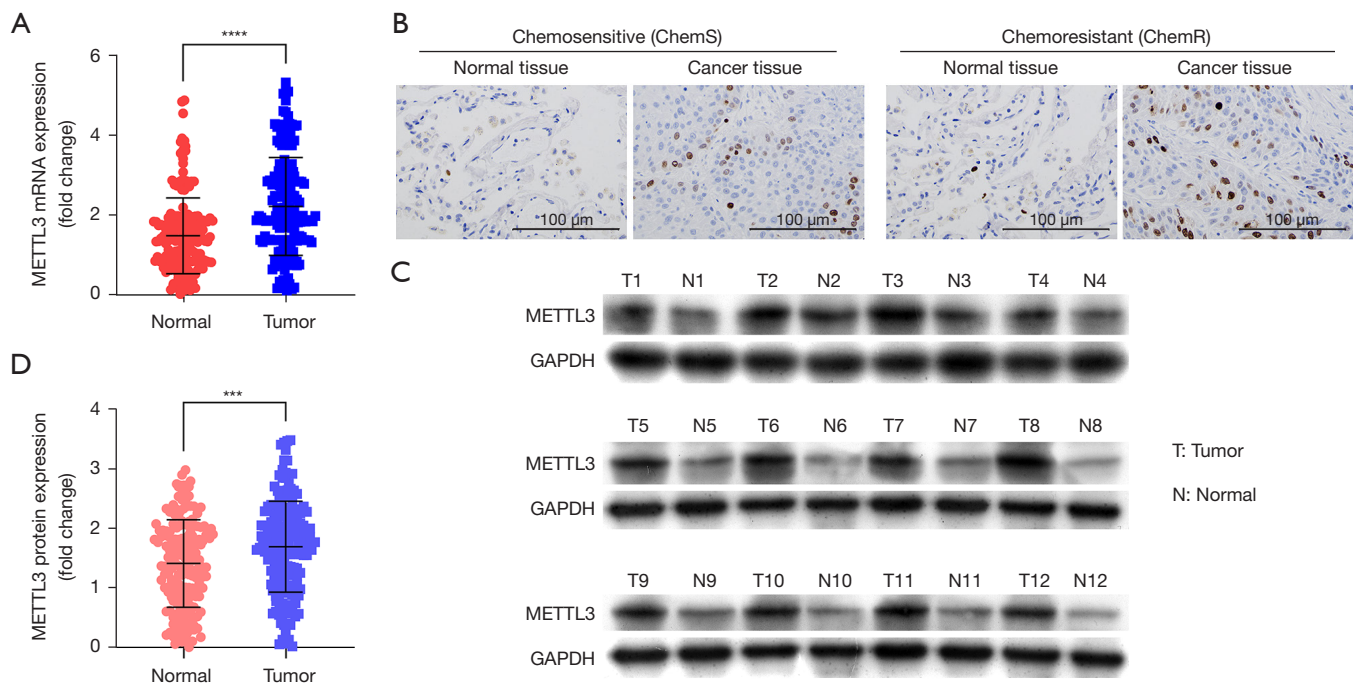 A
****
METTL3 mRNA expression
(fold change)
6
4
2
0
Normal Tumor
B
Chemosensitive (ChemS) Chemoresistant (ChemR)
Normal tissue Cancer tissue Normal tissue Cancer tissue
100 μm 100 μm 100 μm 100 μm
C
T1 N1 T2 N2 T3 N3 T4 N4
METTL3
GAPDH
T5 N5 T6 N6 T7 N7 T8 N8
METTL3
GAPDH
T9 N9 T10 N10 T11 N11 T12 N12
METTL3
GAPDH
T: Tumor
N: Normal
D
***
METTL3 protein expression
(fold change)
4
3
2
1
0
Normal Tumor